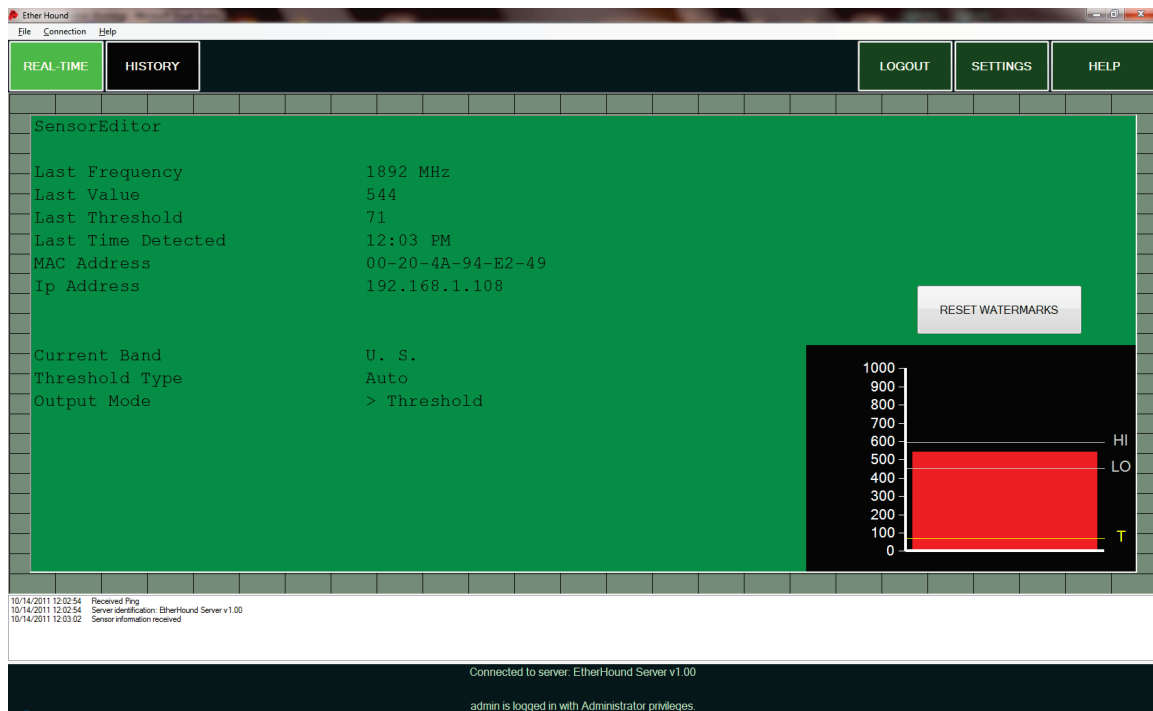 Ether Hound
File Connection Help
REAL-TIME HISTORY LOGOUT SETTINGS HELP
SensorEditor
Last Frequency 1892 MHz
Last Value 544
Last Threshold 71
Last Time Detected 12:03 PM
MAC Address 00-20-4A-94-E2-49
Ip Address 192.168.1.108
RESET WATERMARKS
Current Band U. S.
Threshold Type Auto
Output Mode > Threshold
1000
900
800
700
600 HI
500
LO
400
300
200
100 T
0
10/14/2011 12:02:54 Received Ping
10/14/2011 12:02:54 Server identification: EtherHound Server v1.00
10/14/2011 12:03:02 Sensor information received
Connected to server: EtherHound Server v1.00
admin is logged in with Administrator privileges.